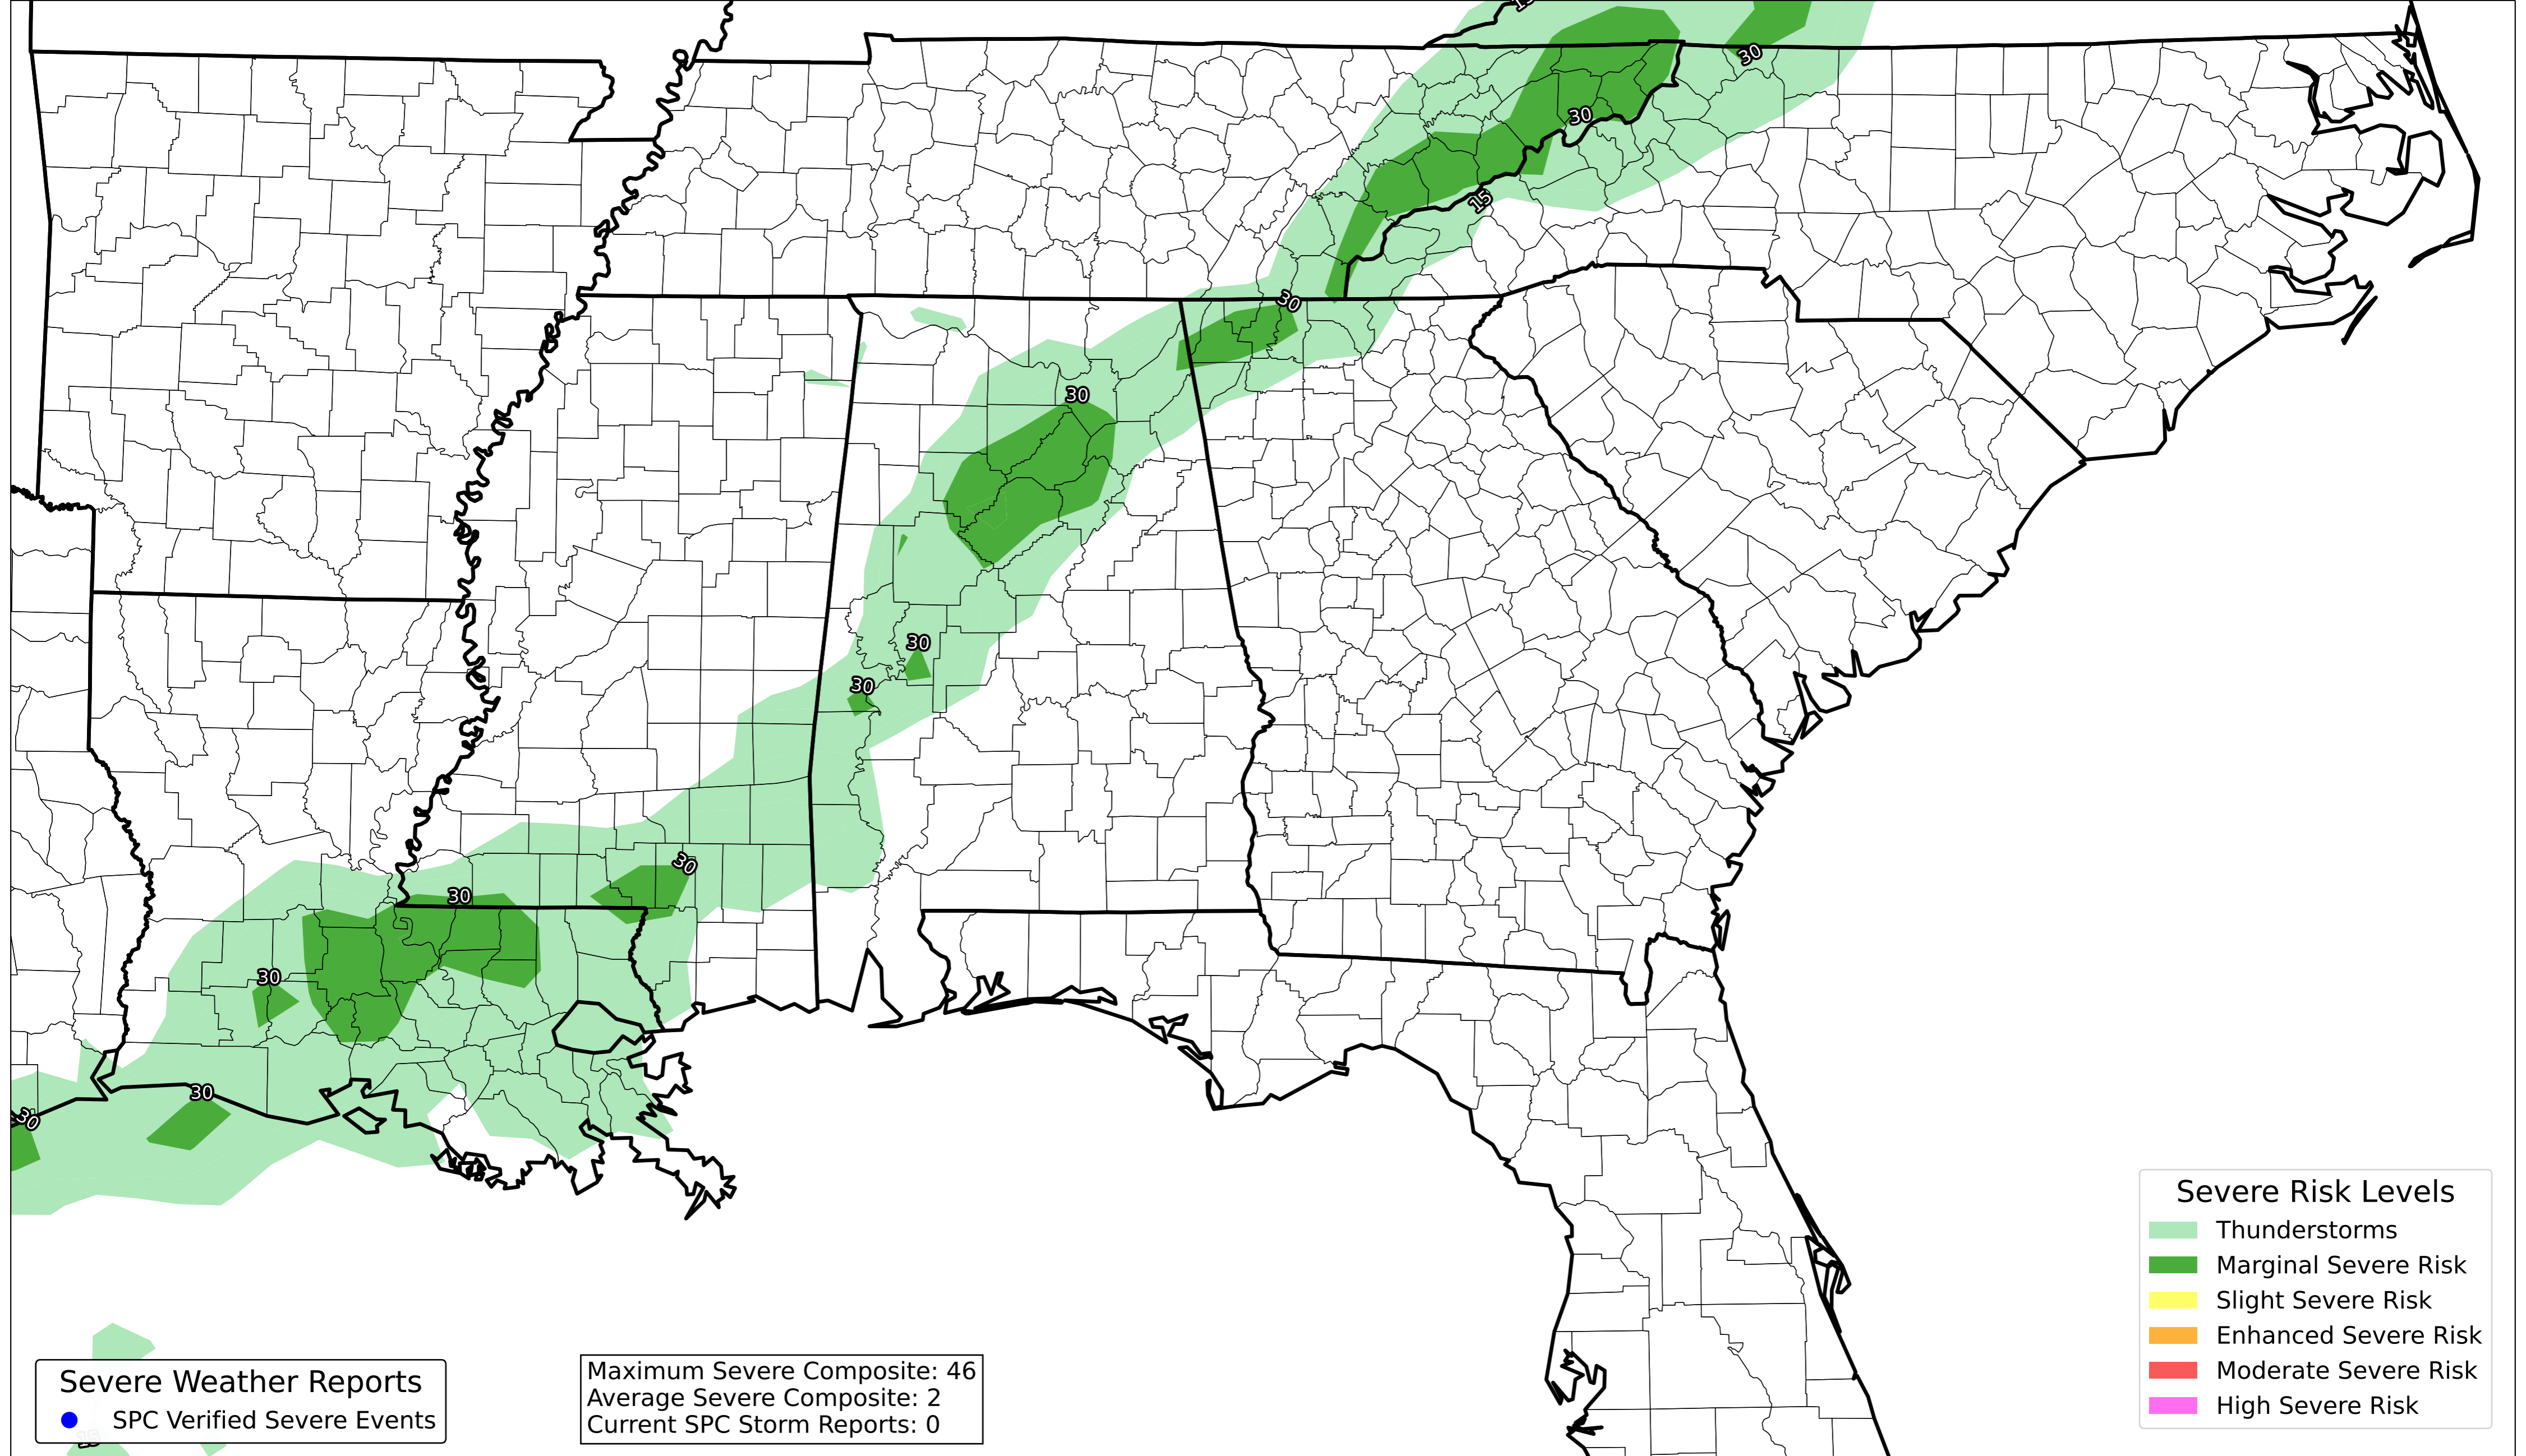 15
30
30
15
30
30
30
30
30
30
30
30
30
Severe Risk Levels
Thunderstorms
Marginal Severe Risk
Slight Severe Risk
Enhanced Severe Risk
Moderate Severe Risk
High Severe Risk
Severe Weather Reports
SPC Verified Severe Events
15
Maximum Severe Composite: 46
Average Severe Composite: 2
Current SPC Storm Reports: 0